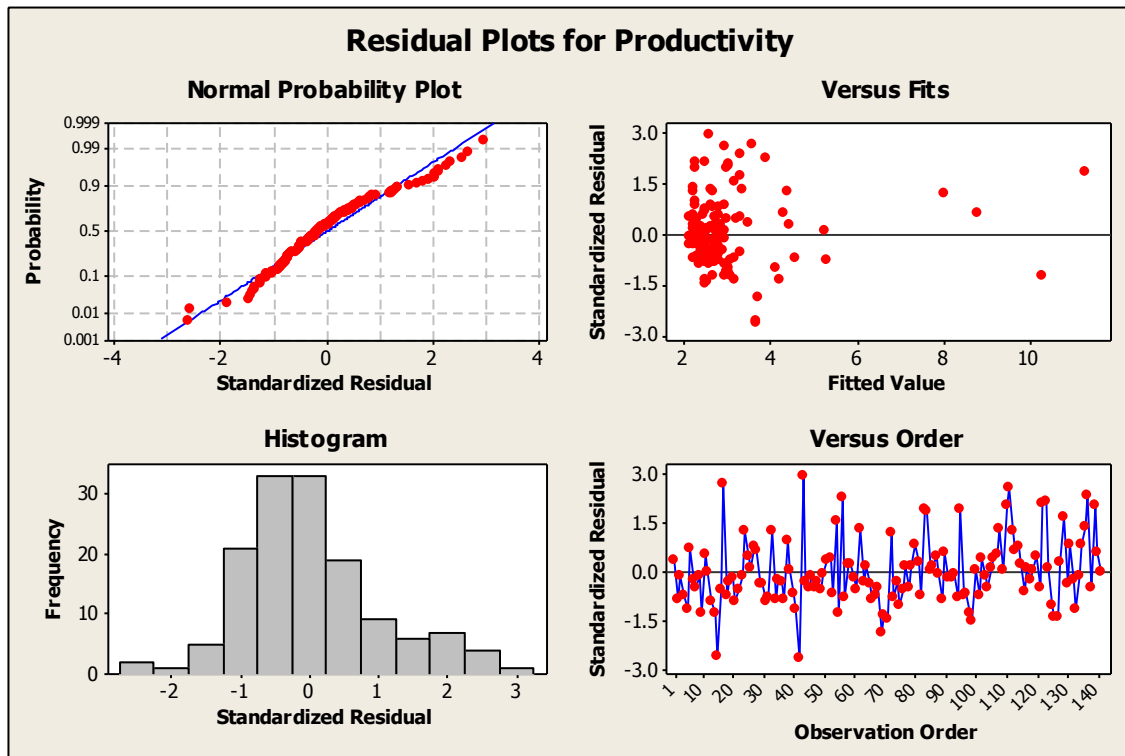 Residual Plots for Productivity
Normal Probability Plot
Probability
0.999
0.99
0.9
0.5
0.1
0.01
0.001
-4 -2 0 2 4
Standardized Residual
Versus Fits
Standardized Residual
3.0
1.5
0.0
-1.5
-3.0
2 4 6 8 10
Fitted Value
Histogram
Frequency
30
20
10
0
-2 -1 0 1 2 3
Standardized Residual
Versus Order
Standardized Residual
3.0
1.5
0.0
-1.5
-3.0
1 10 20 30 40 50 60 70 80 90 100 110 120 130 140
Observation Order